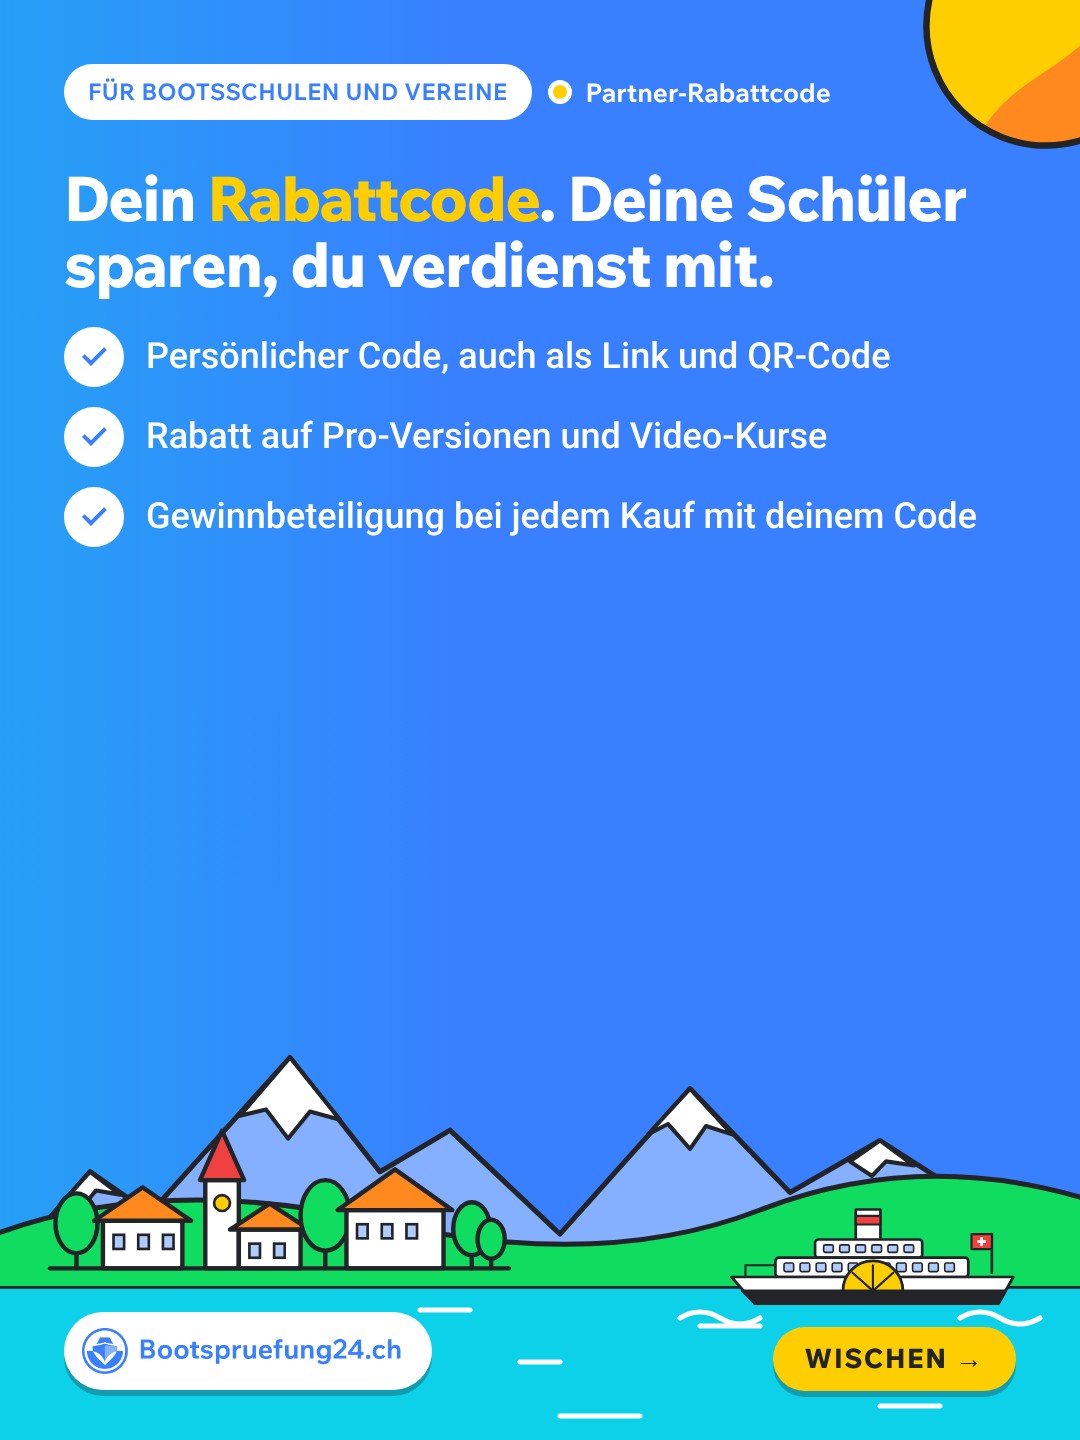 FÜR BOOTSSCHULEN UND VEREINE
Partner-Rabattcode
Dein Rabattcode. Deine Schüler
sparen, du verdienst mit.
Persönlicher Code, auch als Link und QR-Code
Rabatt auf Pro-Versionen und Video-Kurse
Gewinnbeteiligung bei jedem Kauf mit deinem Code
Bootspruefung24.ch
WISCHEN →